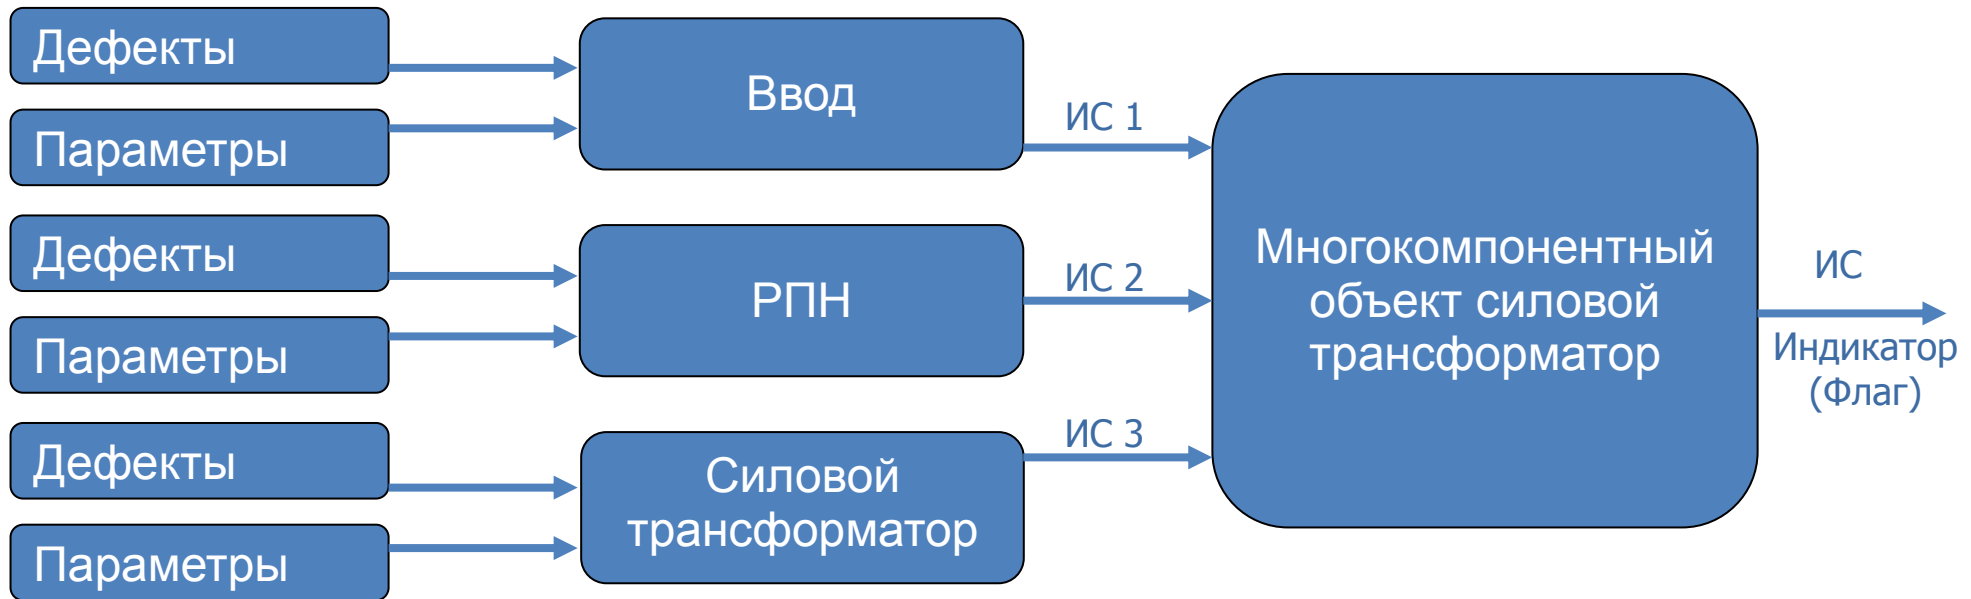 Дефекты
Параметры
Дефекты
Параметры
Дефекты
Параметры
Ввод
РПН
Силовой
трансформатор
ИС 1
ИС 2
ИС 3
Многокомпонентный
объект силовой
трансформатор
ИС
Индикатор
(Флаг)